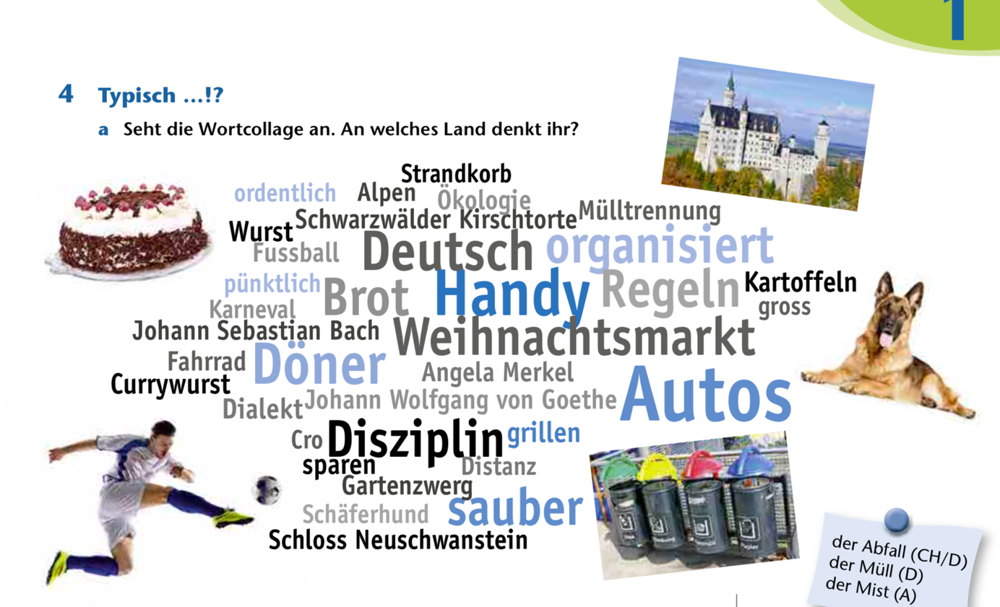 1
4 Typisch ...!?
a Seht die Wortcollage an. An welches Land denkt ihr?
Strandkorb
ordentlich Alpen Ökologie
Wurst Schwarzwälder Kirschtorte Mülltrennung
Fussball Deutsch organisiert
pünktlich Brot Handy Regeln Kartoffeln
Karneval gross
Johann Sebastian Bach Weihnachtsmarkt
Fahrrad Döner Angela Merkel
Currywurst Autos
Dialekt Johann Wolfgang von Goethe
Cro Disziplin grillen
sparen Distanz
Gartenzwerg
Schäferhund sauber
Schloss Neuschwanstein
der Abfall (CH/D)
der Müll (D)
der Mist (A)